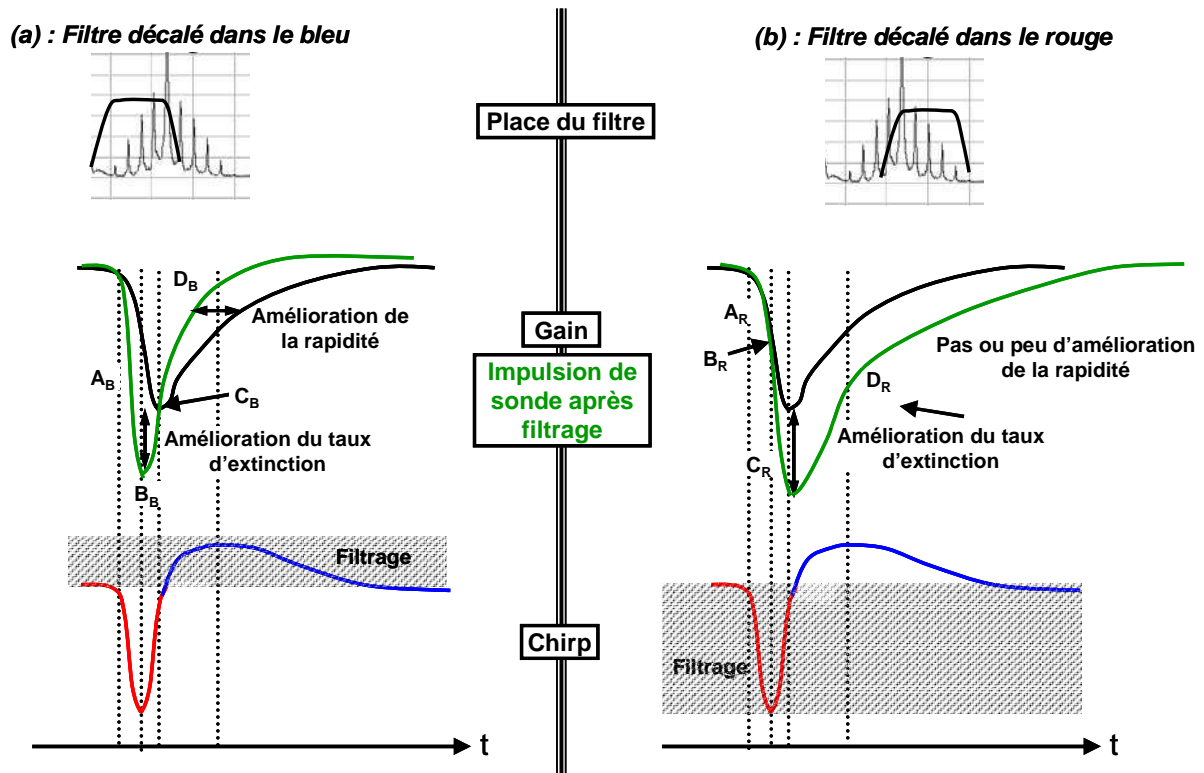 (a) : Filtre décalé dans le bleu
(b) : Filtre décalé dans le rouge
Place du filtre
D_B
Amélioration de
la rapidité
A_B
C_B
Amélioration du taux
d'extinction
B_B
Gain
Impulsion de
sonde après
filtrage
A_R
B_R
Pas ou peu d'amélioration
de la rapidité
D_R
Amélioration du taux
d'extinction
C_R
Filtrage
Chirp
Filtrage
t
t